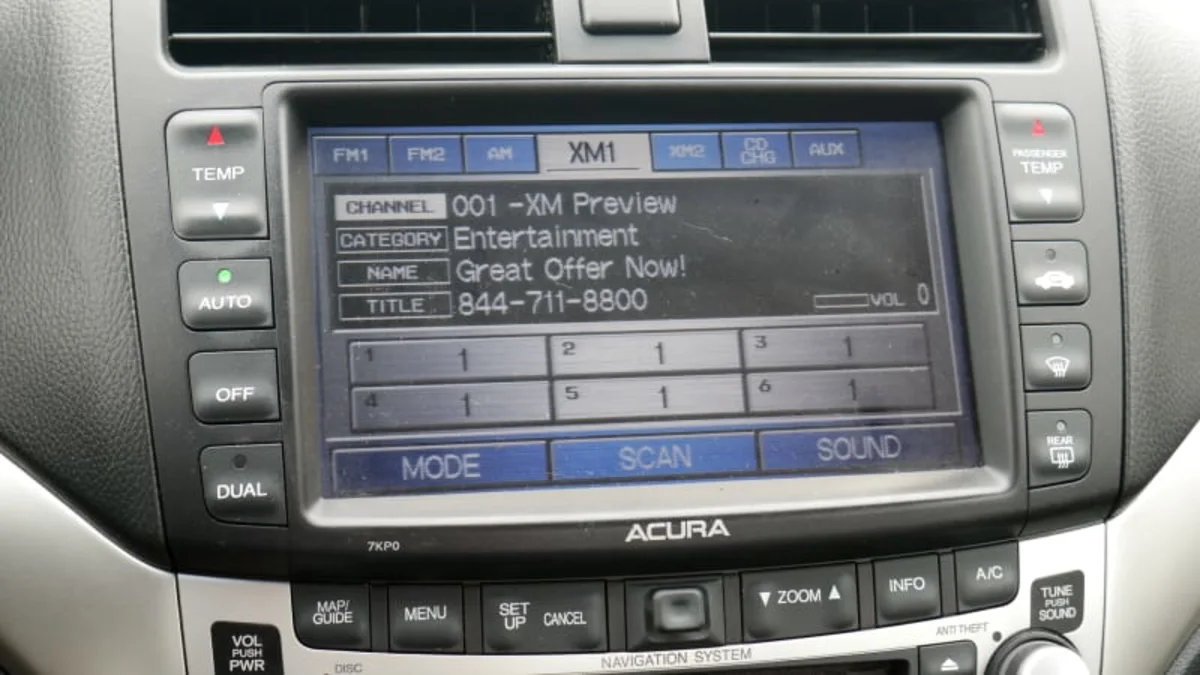 TEMP
AUTO
OFF
DUAL
FM1 FM2 AM XM1 XM2 CD CHG AUX
CHANNEL 001 -XM Preview
CATEGORY Entertainment
NAME Great Offer Now!
TITLE 844-711-8800
VOL 0
1 1 2 1 3 1
4 1 5 1 6 1
MODE SCAN SOUND
PASSENGER
TEMP
REAR
7KP0
ACURA
MAP/
GUIDE
MENU
SET
UP
CANCEL
ZOOM
INFO
A/C
VOL
PUSH
PWR
DISC
NAVIGATION SYSTEM
ANTI THEFT
TUNE
PUSH
SOUND